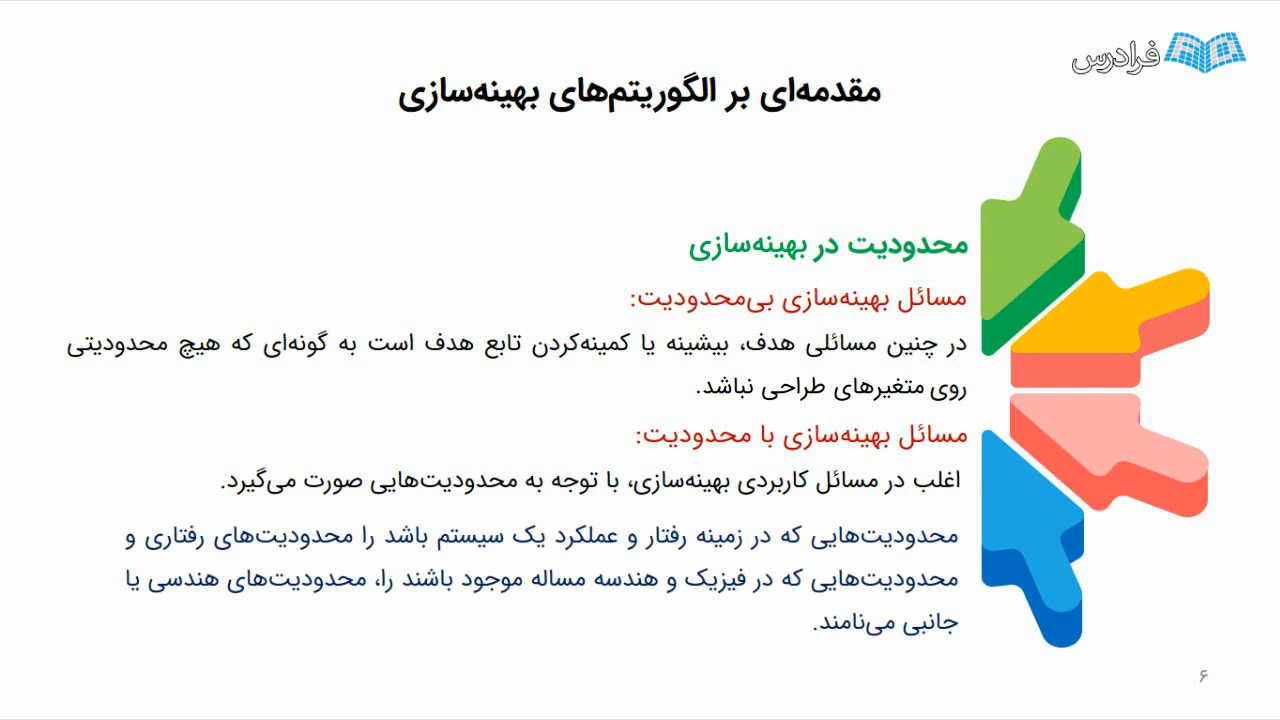 فرادرس
مقدمه‌ای بر الگوریتم‌های بهینه‌سازی
محدودیت در بهینه‌سازی
مسائل بهینه‌سازی بی‌محدودیت:
در چنین مسائلی هدف، بیشینه یا کمینه‌کردن تابع هدف است به گونه‌ای که هیچ محدودیتی
روی متغیرهای طراحی نباشد.
مسائل بهینه‌سازی با محدودیت:
اغلب در مسائل کاربردی بهینه‌سازی، با توجه به محدودیت‌هایی صورت می‌گیرد.
محدودیت‌هایی که در زمینه رفتار و عملکرد یک سیستم باشد را محدودیت‌های رفتاری و
محدودیت‌هایی که در فیزیک و هندسه مساله موجود باشند را، محدودیت‌های هندسی یا
جانبی می‌نامند.
۶